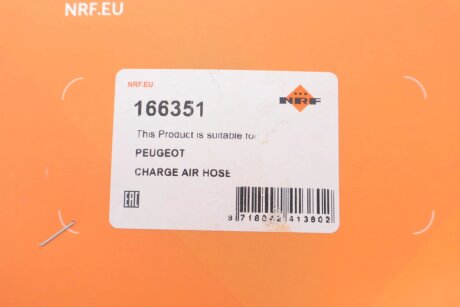 NRF.EU
NRF.EU
166351
NRF
This Product is suitable for
PEUGEOT
CHARGE AIR HOSE
EAC
8 718042 413802